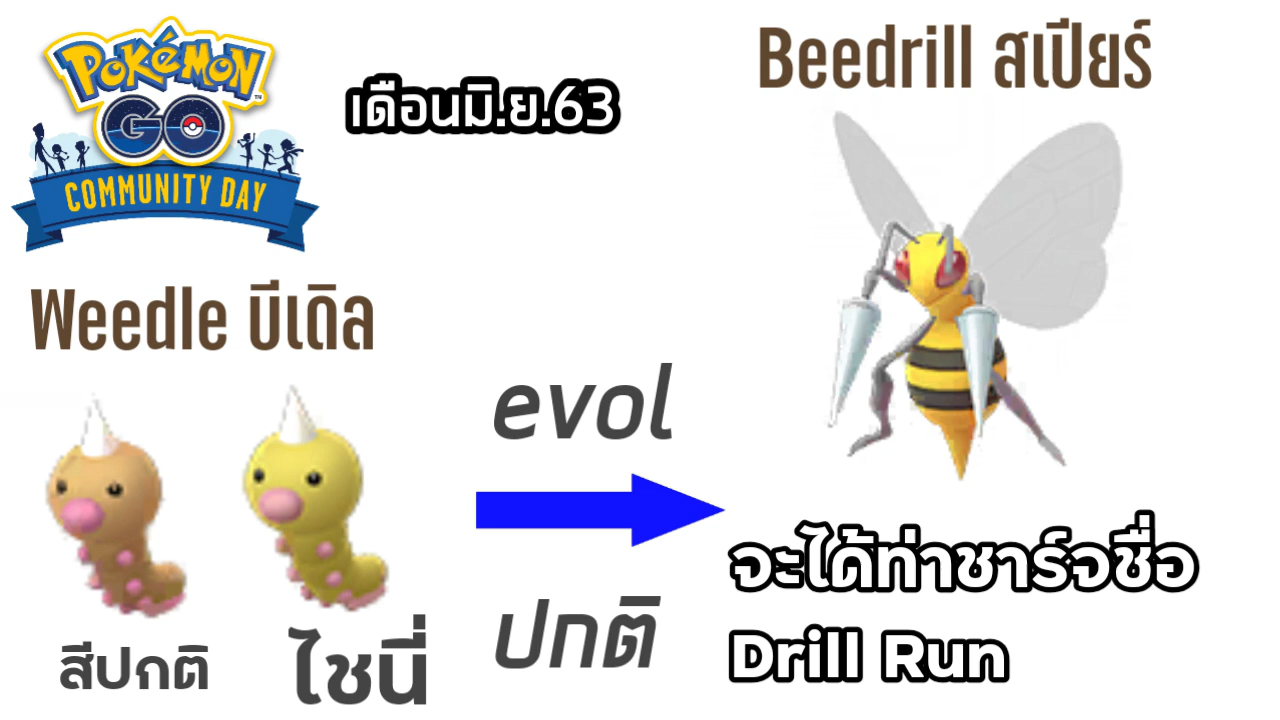 POKéMON
GO
COMMUNITY DAY
เดือนมิ.ย.63
Beedrill สเปียร์
Weedle บีเดิล
evol
ปกติ
สีปกติ
ไชนี่
จะได้ท่าชาร์จชื่อ
Drill Run